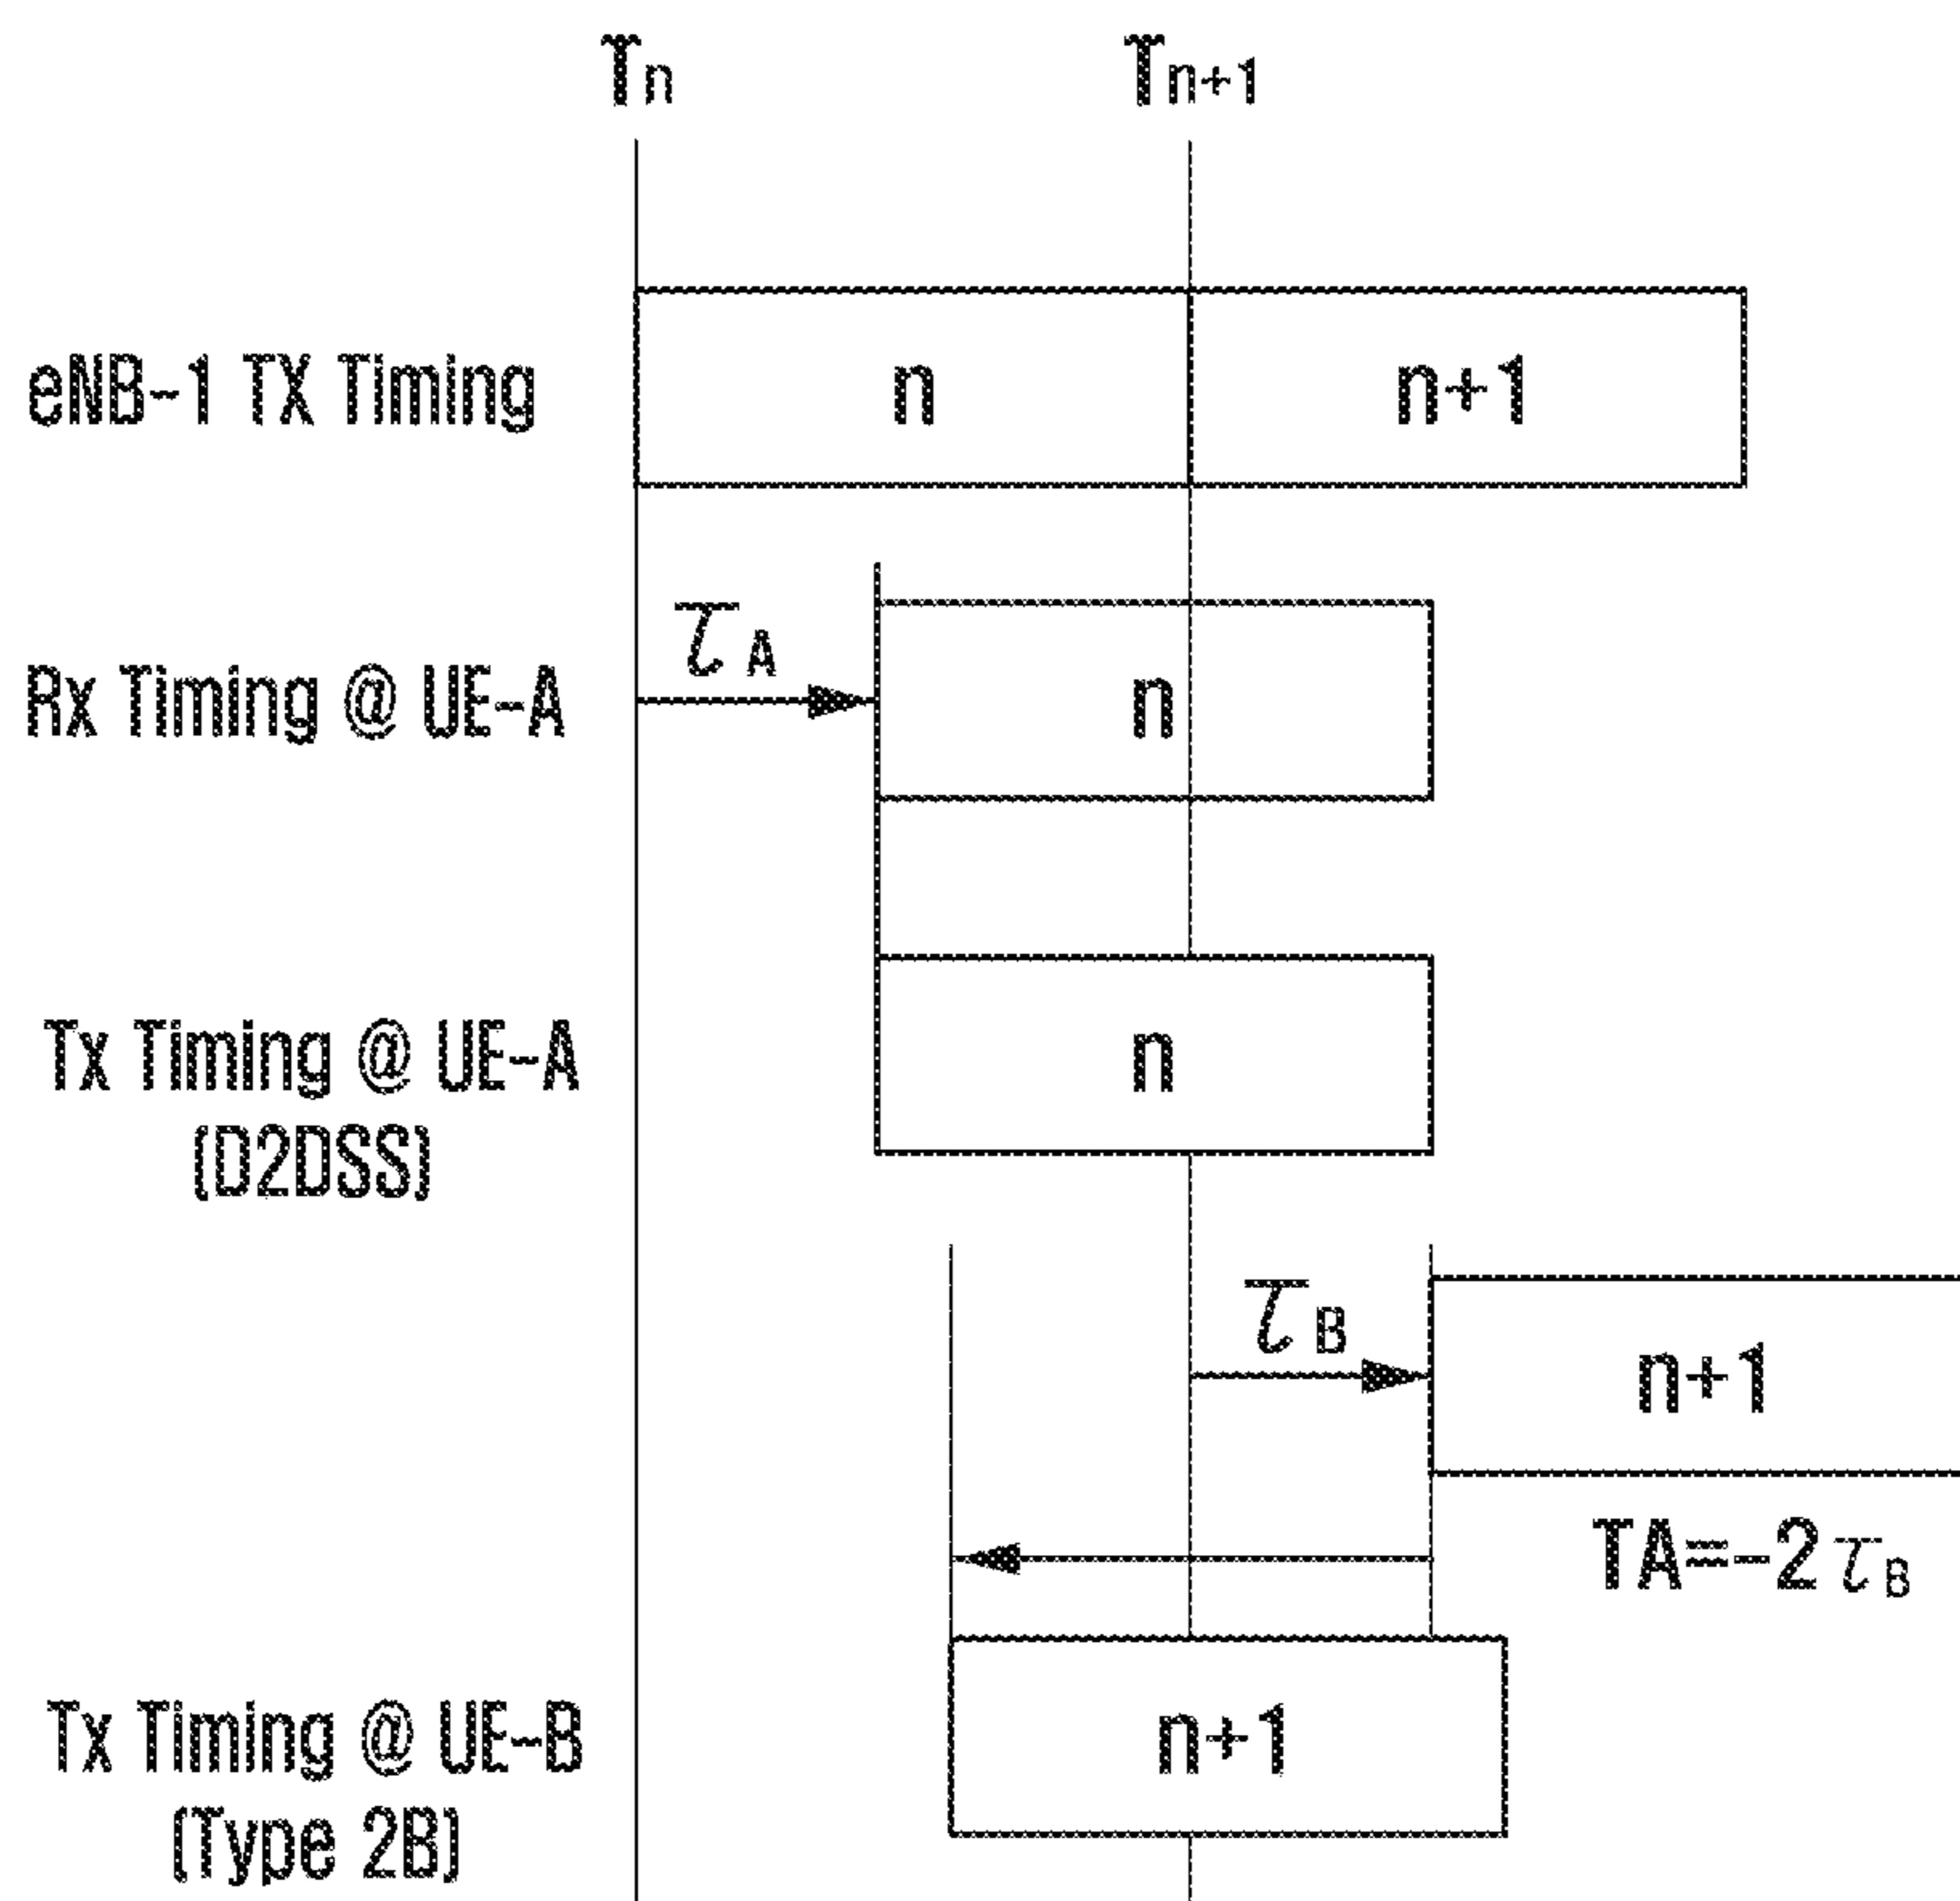 Tn
Tn+1
eNB-1 TX Timing
n
n+1
τA
Rx Timing @ UE-A
n
Tx Timing @ UE-A
(D2DSS)
n
τB
n+1
TA=-2τB
Tx Timing @ UE-B
(Type 2B)
n+1